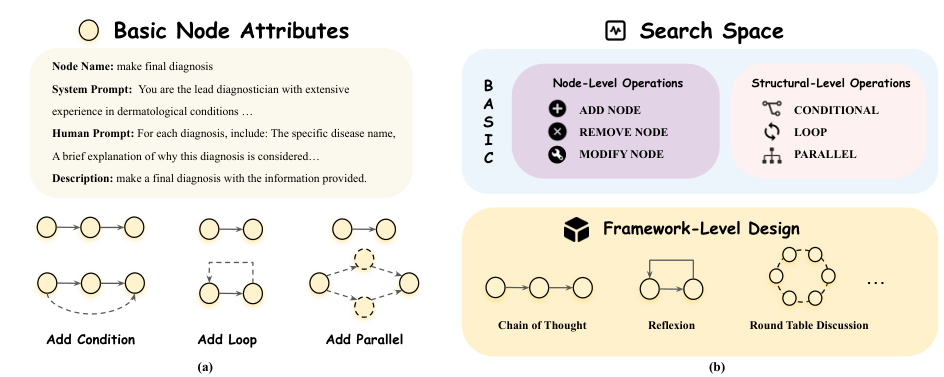 Basic Node Attributes
Node Name: make final diagnosis
System Prompt: You are the lead diagnostician with extensive
experience in dermatological conditions …
Human Prompt: For each diagnosis, include: The specific disease name,
A brief explanation of why this diagnosis is considered…
Description: make a final diagnosis with the information provided.
Add Condition
Add Loop
Add Parallel
(a)
Search Space
BASIC
Node-Level Operations
ADD NODE
REMOVE NODE
MODIFY NODE
Structural-Level Operations
CONDITIONAL
LOOP
PARALLEL
Framework-Level Design
Chain of Thought
Reflexion
Round Table Discussion
...
(b)